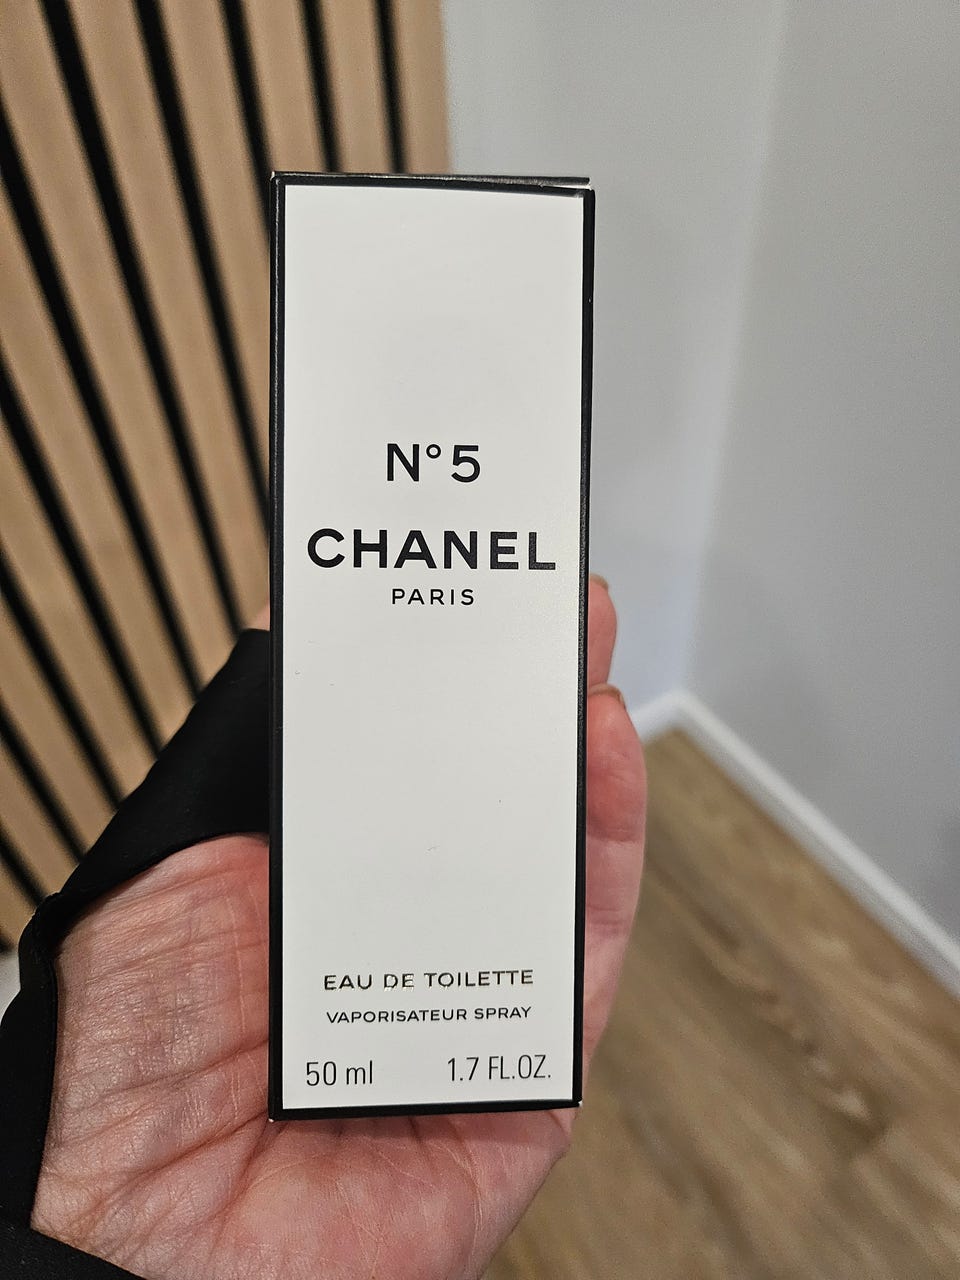 N°5
CHANEL
PARIS
EAU DE TOILETTE
VAPORISATEUR SPRAY
50 ml 1.7 FL.OZ.